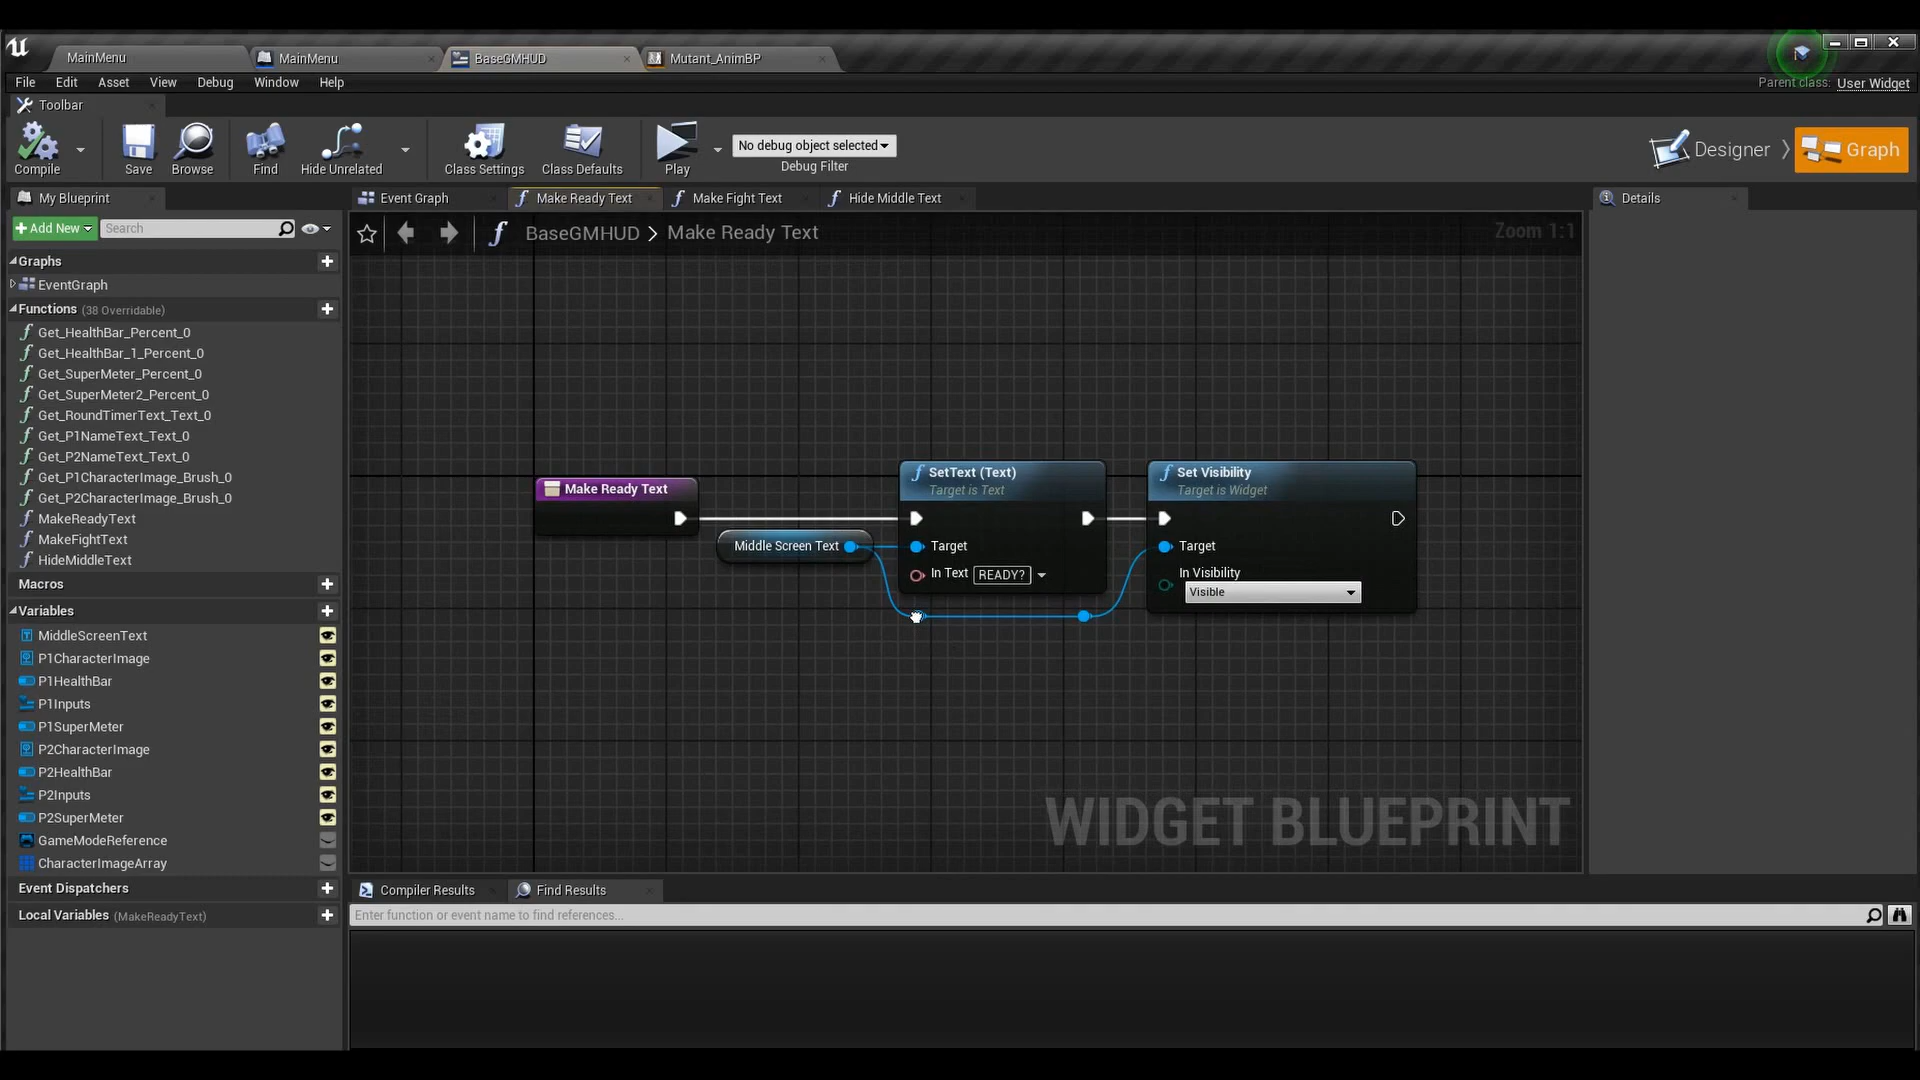 MainMenu
MainMenu
BaseGMHUD
Mutant_AnimBP
File Edit Asset View Debug Window Help
Parent class: User Widget
Toolbar
Compile
Save
Browse
Find
Hide Unrelated
Class Settings
Class Defaults
Play
No debug object selected
Debug Filter
Designer
Graph
My Blueprint
Event Graph
Make Ready Text
Make Fight Text
Hide Middle Text
Details
Add New
Search
BaseGMHUD > Make Ready Text
Zoom 1:1
Graphs
EventGraph
Functions (38 Overridable)
Get_HealthBar_Percent_0
Get_HealthBar_1_Percent_0
Get_SuperMeter_Percent_0
Get_SuperMeter2_Percent_0
Get_RoundTimerText_Text_0
Get_P1NameText_Text_0
Get_P2NameText_Text_0
Get_P1CharacterImage_Brush_0
Get_P2CharacterImage_Brush_0
MakeReadyText
MakeFightText
HideMiddleText
Macros
Variables
MiddleScreenText
P1CharacterImage
P1HealthBar
P1Inputs
P1SuperMeter
P2CharacterImage
P2HealthBar
P2Inputs
P2SuperMeter
GameModeReference
CharacterImageArray
Event Dispatchers
Local Variables (MakeReadyText)
Make Ready Text
Middle Screen Text
SetText (Text)
Target is Text
Target
In Text READY?
Set Visibility
Target is Widget
Target
In Visibility
Visible
WIDGET BLUEPRINT
Compiler Results
Find Results
Enter function or event name to find references...